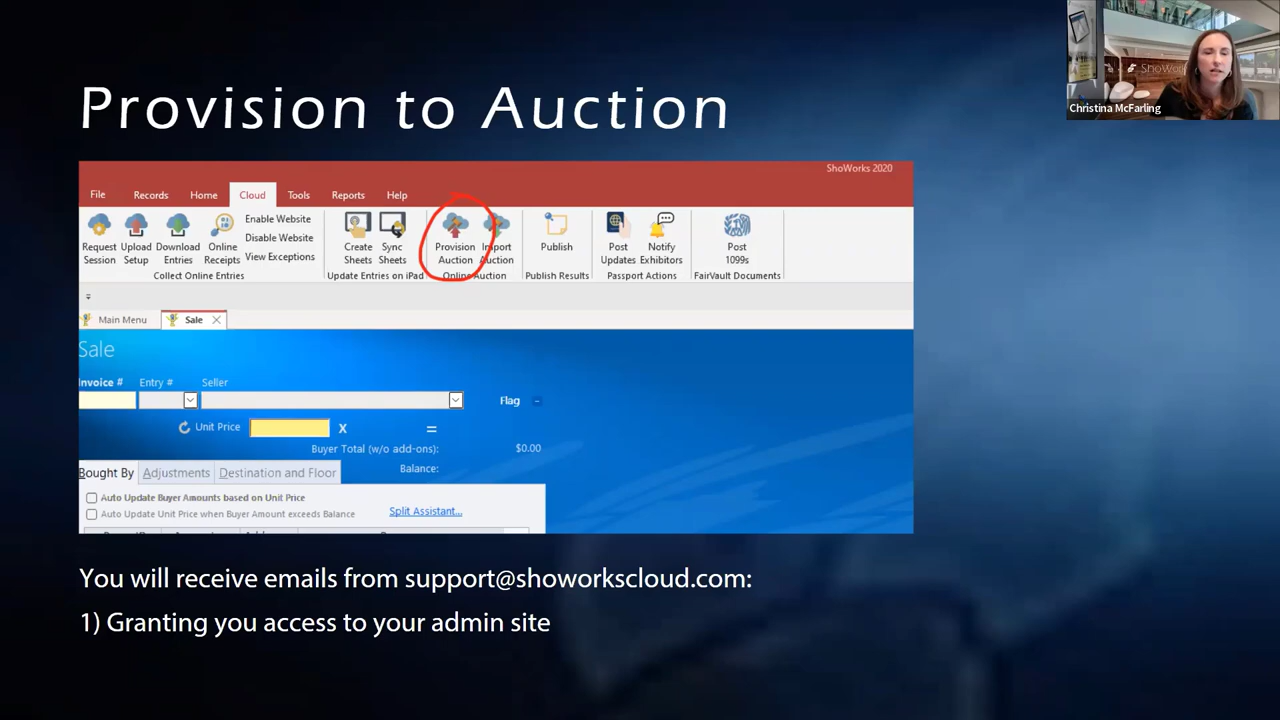 Provision to Auction
ShoWorks
Christina McFarling
ShoWorks 2020
File Records Home Cloud Tools Reports Help
Request Session
Upload Setup
Download Entries
Online Receipts
Enable Website
Disable Website
View Exceptions
Collect Online Entries
Create Sheets
Sync Sheets
Update Entries on iPad
Provision Auction
Import Auction
Online Auction
Publish
Publish Results
Post Updates
Notify Exhibitors
Passport Actions
Post 1099s
FairVault Documents
Main Menu Sale
Sale
Invoice # Entry # Seller
Flag -
Unit Price X =
Buyer Total (w/o add-ons): $0.00
Balance:
Bought By Adjustments Destination and Floor
Auto Update Buyer Amounts based on Unit Price
Auto Update Unit Price when Buyer Amount exceeds Balance
Split Assistant...
You will receive emails from support@showorkscloud.com:
1) Granting you access to your admin site